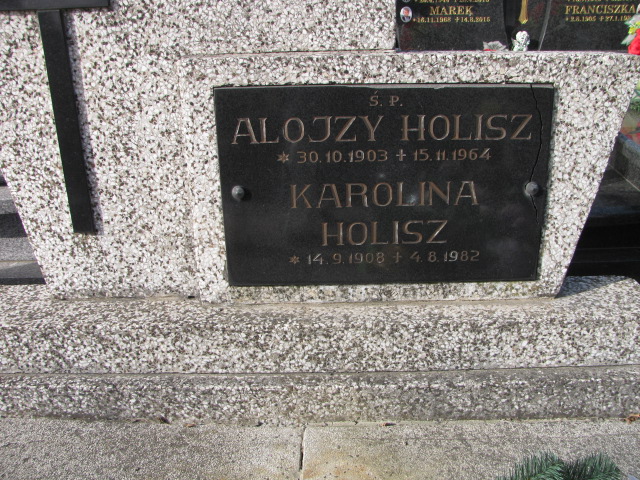 MAREK
FRANCISZKA
Ś. P.
ALOJZY HOLISZ
* 30.10.1903 + 15.11.1964
KAROLINA
HOLISZ
* 14.9.1908 + 4.8.1982